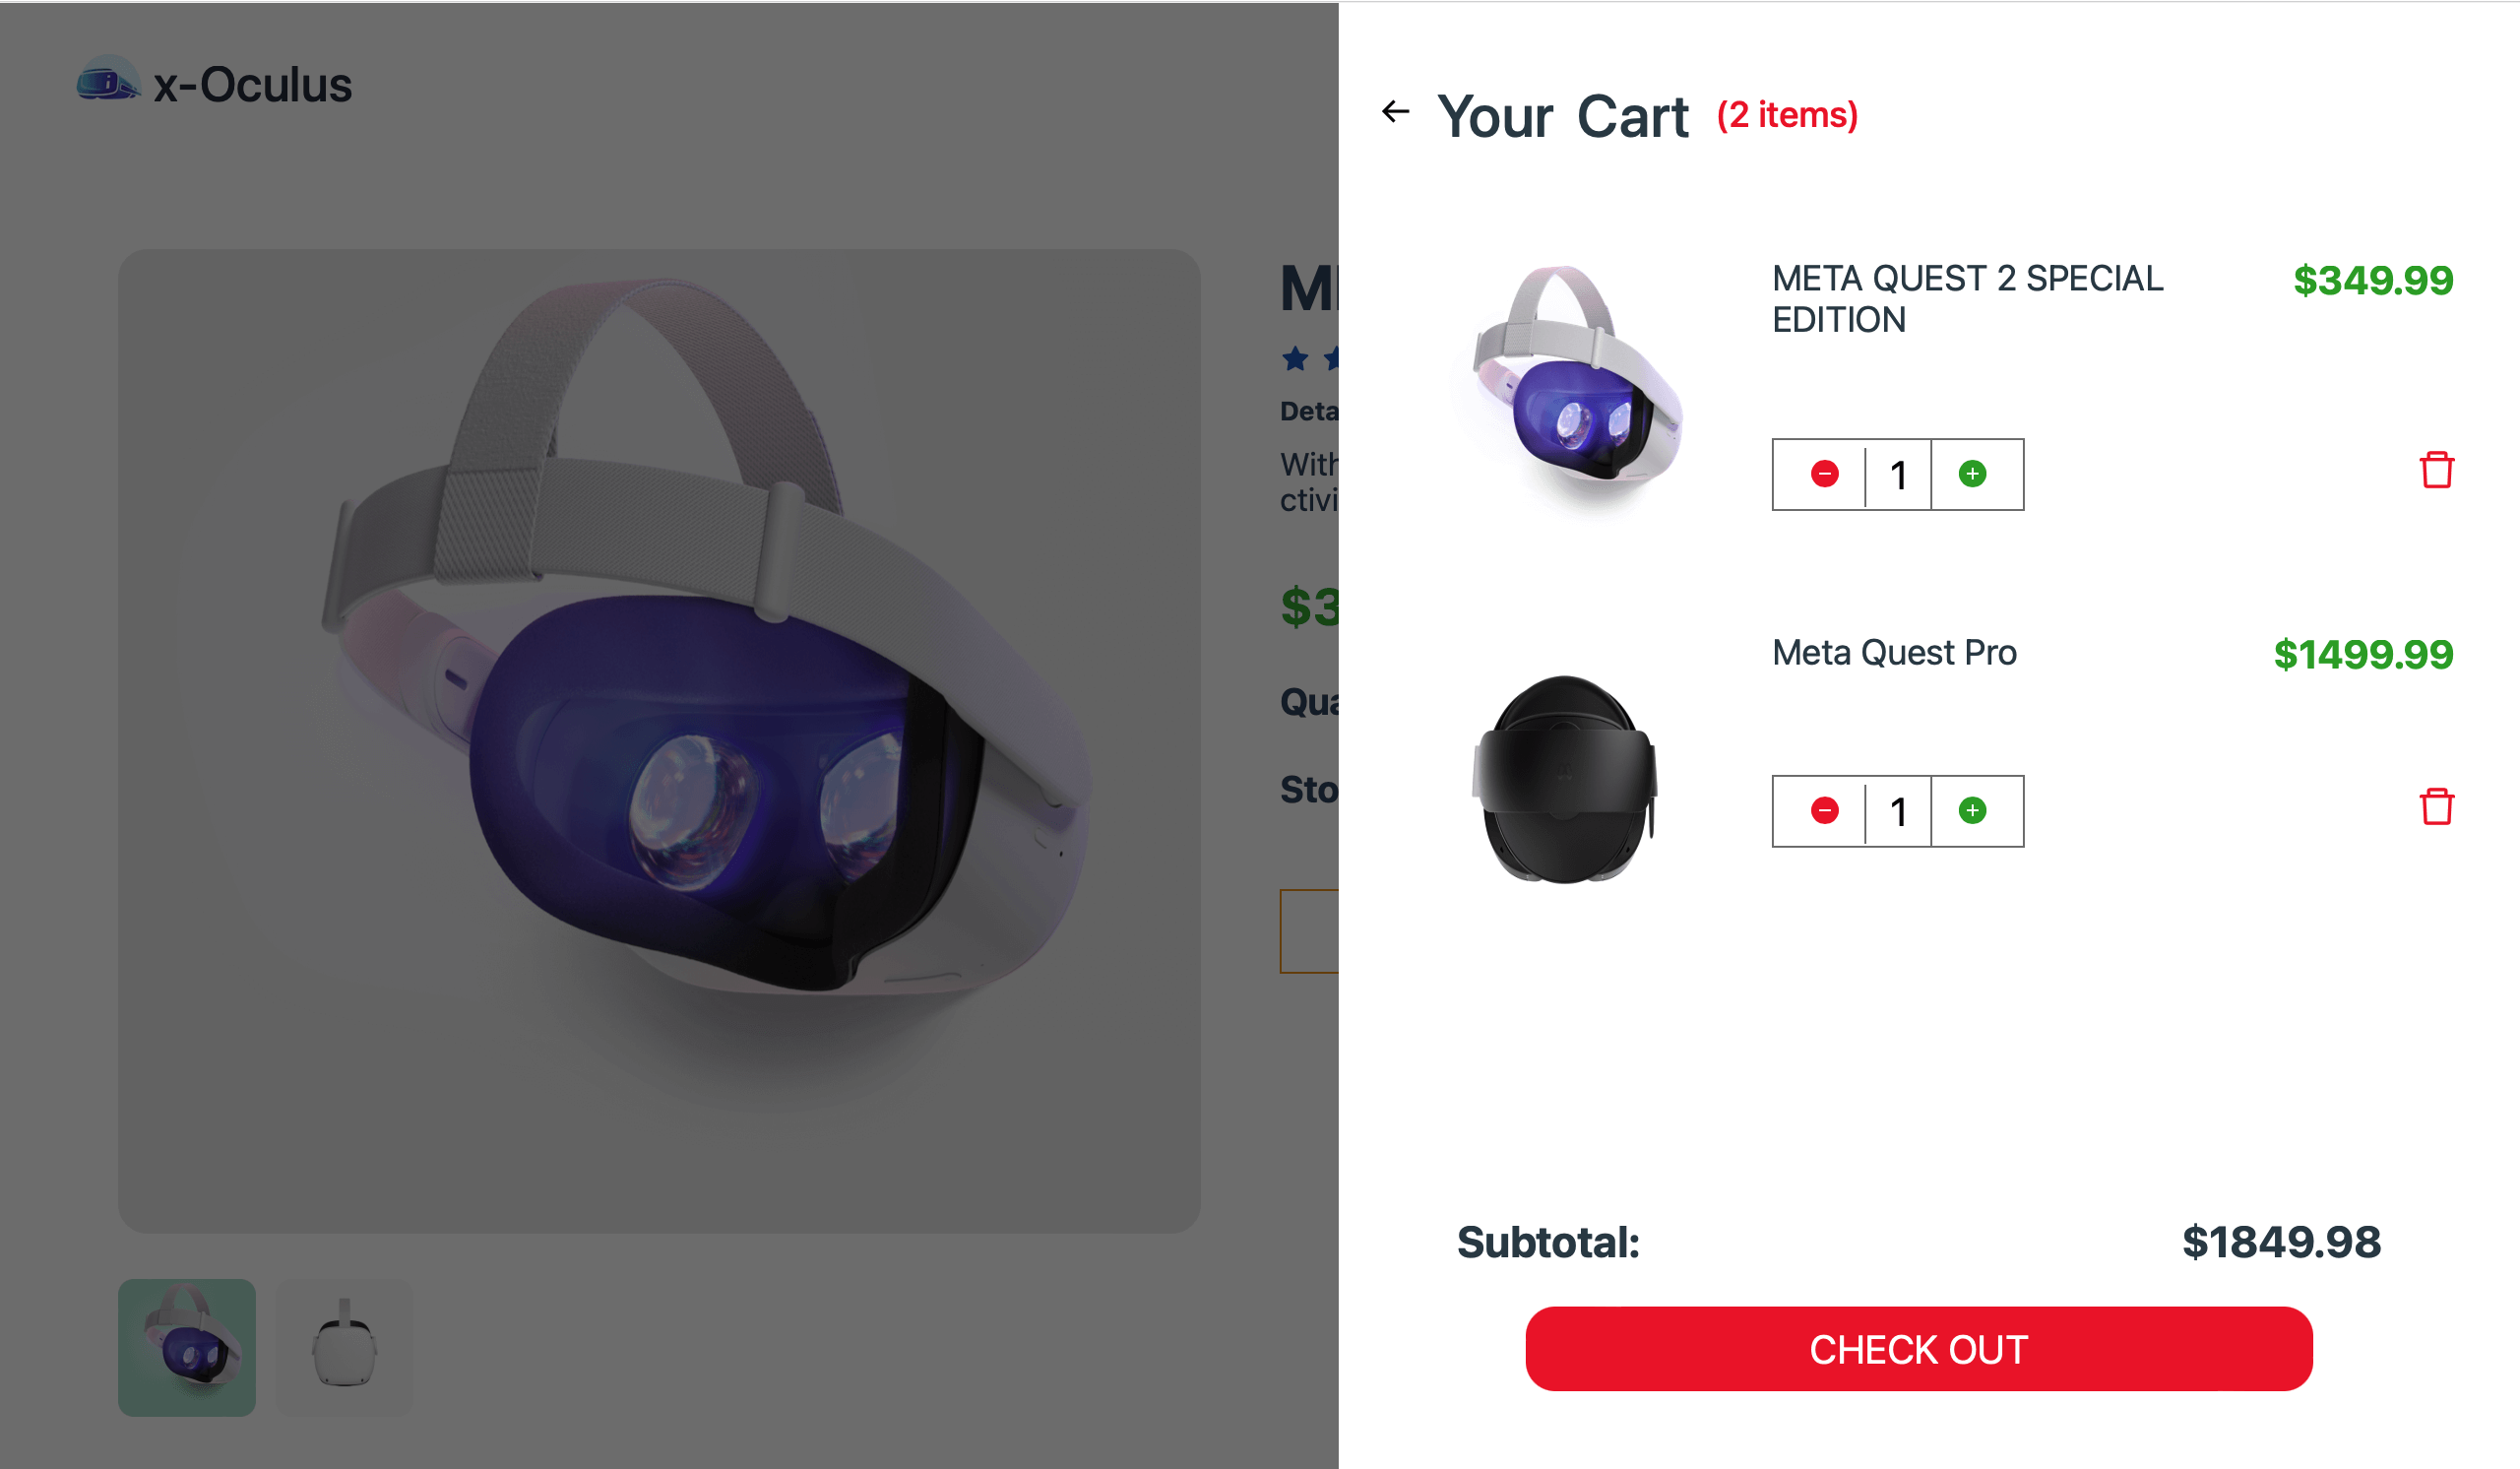 x-Oculus
Deta
With
ctivi
$3
Qua
Sto
Your Cart (2 items)
META QUEST 2 SPECIAL
EDITION
$349.99
1
Meta Quest Pro
$1499.99
1
Subtotal:
$1849.98
CHECK OUT